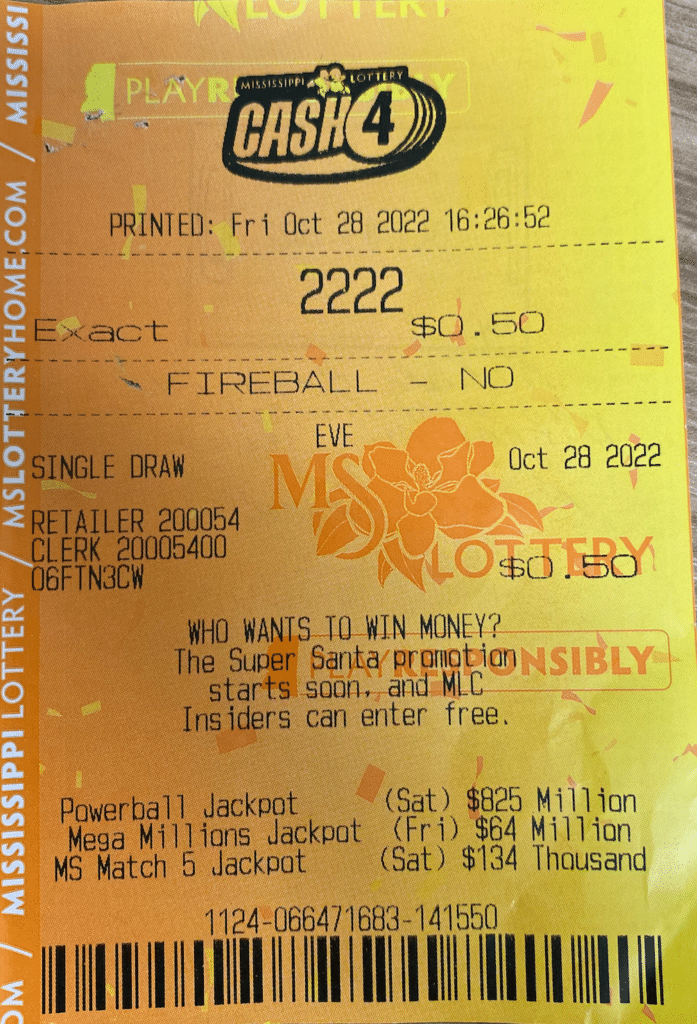 LOTTERY
PLAY RESPONSIBLY
MISSISSIPPI LOTTERY
CASH 4
PRINTED: Fri Oct 28 2022 16:26:52
2222
Exact $0.50
FIREBALL - NO
EVE
SINGLE DRAW Oct 28 2022
MS
LOTTERY
RETAILER 200054
CLERK 20005400
06FTN3CW $0.50
WHO WANTS TO WIN MONEY?
The Super Santa promotion
starts soon, and MLC
Insiders can enter free.
PLAY RESPONSIBLY
Powerball Jackpot (Sat) $825 Million
Mega Millions Jackpot (Fri) $64 Million
MS Match 5 Jackpot (Sat) $134 Thousand
1124-066471683-141550
OM / MISSISSIPPI LOTTERY / MSLOTTERYHOME.COM / MISSISSI